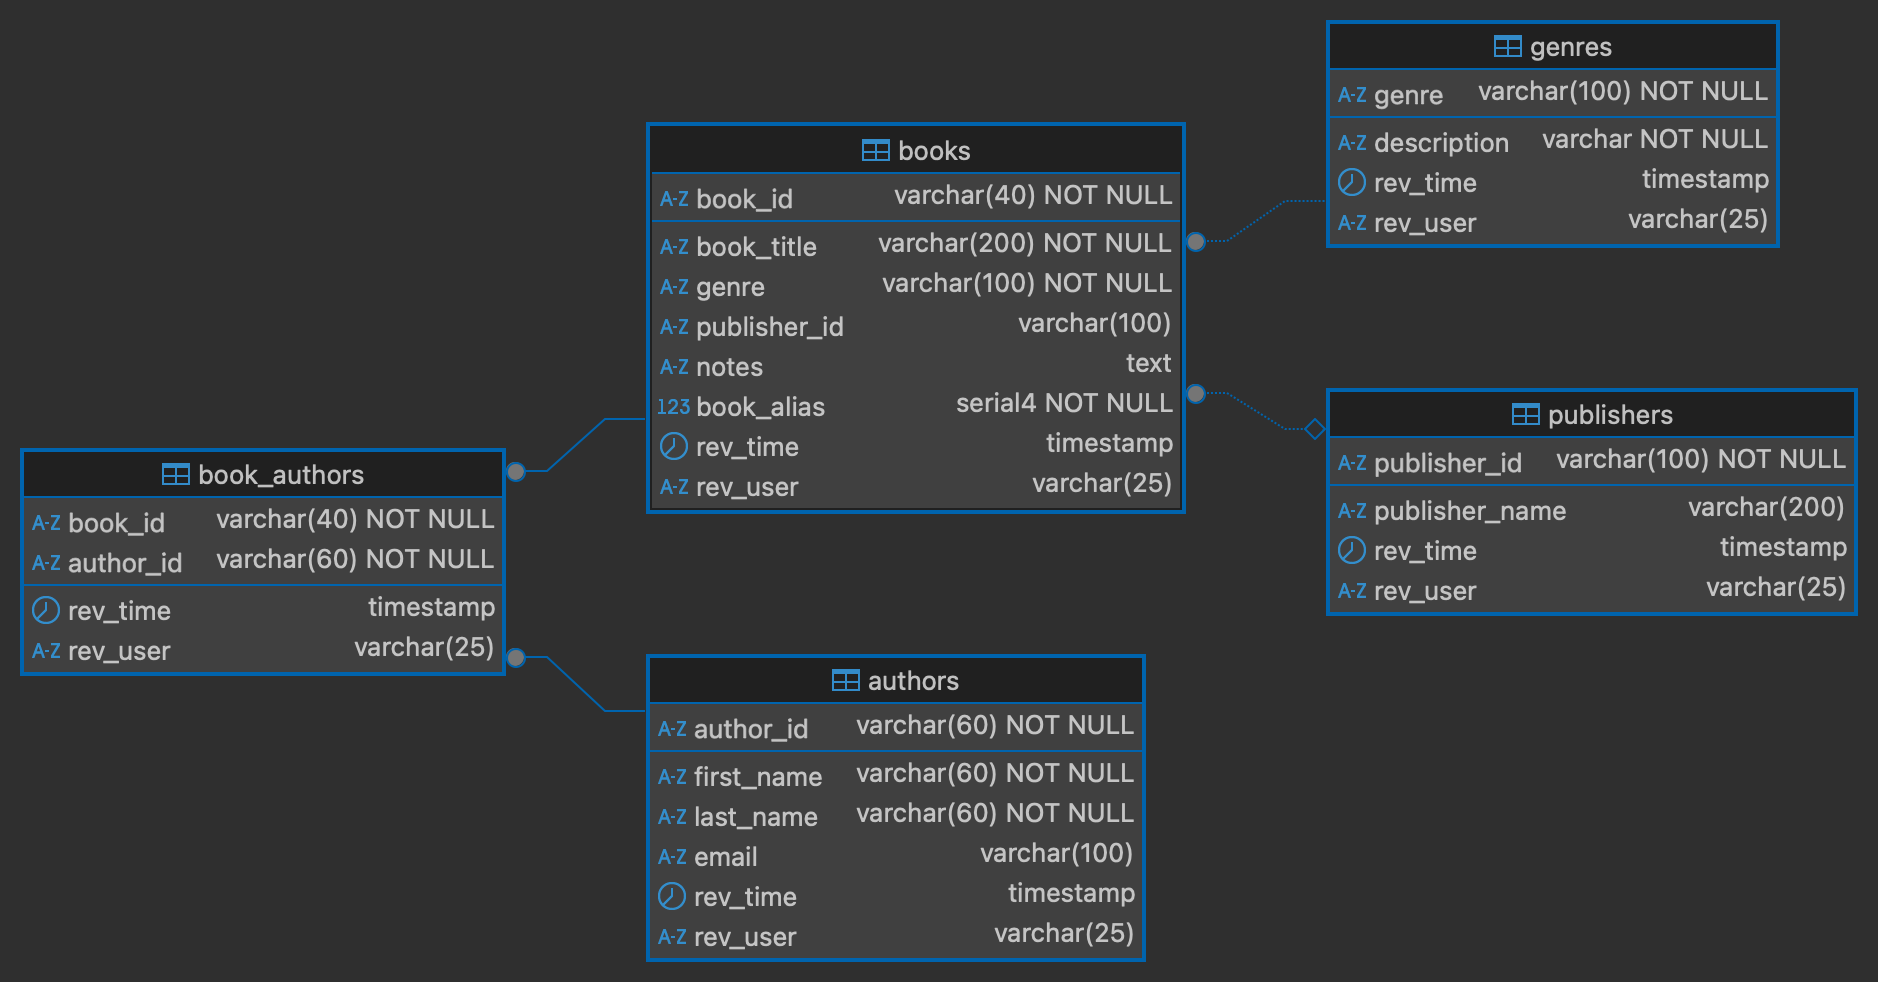 genres
A-Z genre varchar(100) NOT NULL
A-Z description varchar NOT NULL
rev_time timestamp
A-Z rev_user varchar(25)
books
A-Z book_id varchar(40) NOT NULL
A-Z book_title varchar(200) NOT NULL
A-Z genre varchar(100) NOT NULL
A-Z publisher_id varchar(100)
A-Z notes text
123 book_alias serial4 NOT NULL
rev_time timestamp
A-Z rev_user varchar(25)
publishers
A-Z publisher_id varchar(100) NOT NULL
A-Z publisher_name varchar(200)
rev_time timestamp
A-Z rev_user varchar(25)
book_authors
A-Z book_id varchar(40) NOT NULL
A-Z author_id varchar(60) NOT NULL
rev_time timestamp
A-Z rev_user varchar(25)
authors
A-Z author_id varchar(60) NOT NULL
A-Z first_name varchar(60) NOT NULL
A-Z last_name varchar(60) NOT NULL
A-Z email varchar(100)
rev_time timestamp
A-Z rev_user varchar(25)